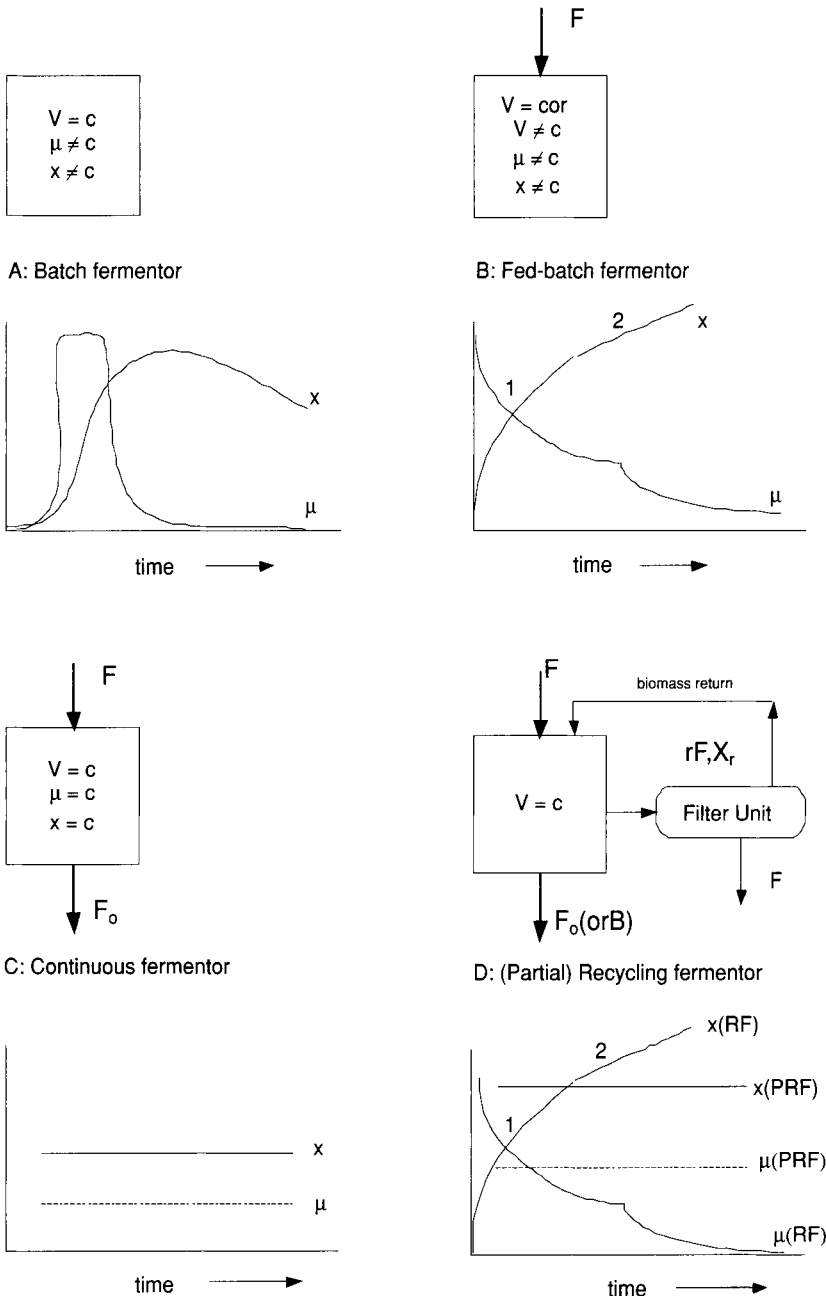 V = c
μ ≠ c
x ≠ c
A: Batch fermentor
x
μ
time
F
V = cor
V ≠ c
μ ≠ c
x ≠ c
B: Fed-batch fermentor
2
x
1
μ
time
F
V = c
μ = c
x = c
Fₒ
C: Continuous fermentor
x
μ
time
F
biomass return
rF,Xᵣ
V = c
Filter Unit
F
Fₒ(orB)
D: (Partial) Recycling fermentor
x(RF)
2
x(PRF)
1
μ(PRF)
μ(RF)
time